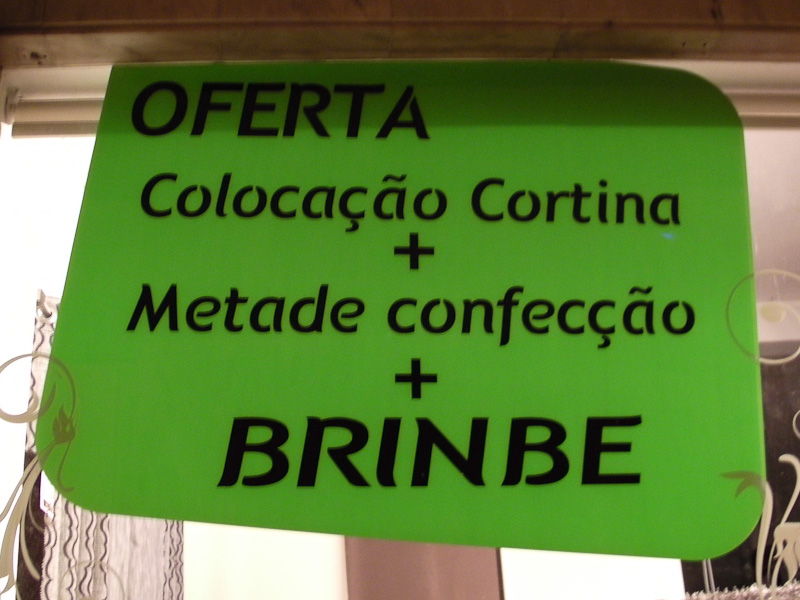 OFERTA
Colocação Cortina
+
Metade confecção
+
BRINBE